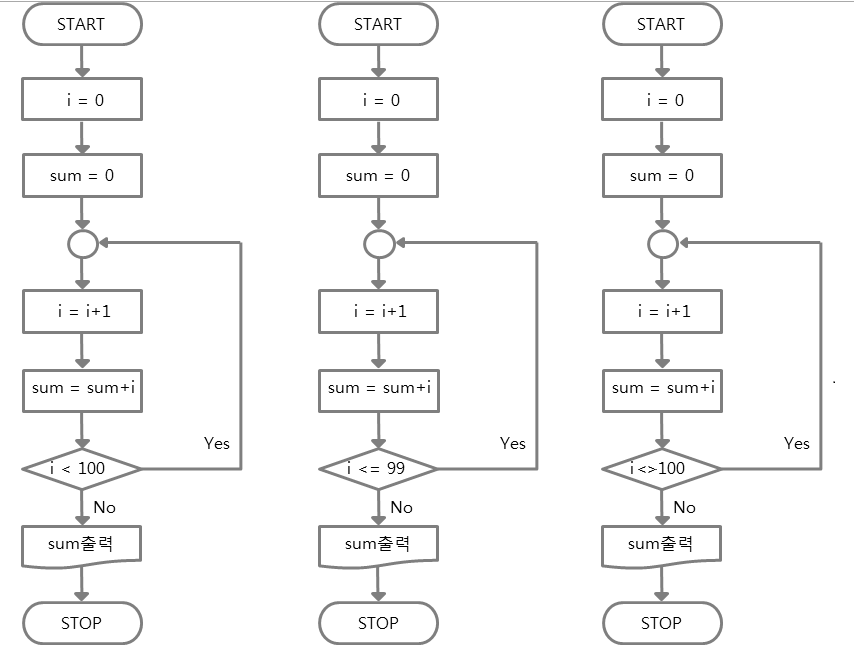 START
i = 0
sum = 0
i = i+1
sum = sum+i
Yes
i < 100
No
sum출력
STOP
START
i = 0
sum = 0
i = i+1
sum = sum+i
Yes
i <= 99
No
sum출력
STOP
START
i = 0
sum = 0
i = i+1
sum = sum+i
Yes
i<>100
No
sum출력
STOP
.